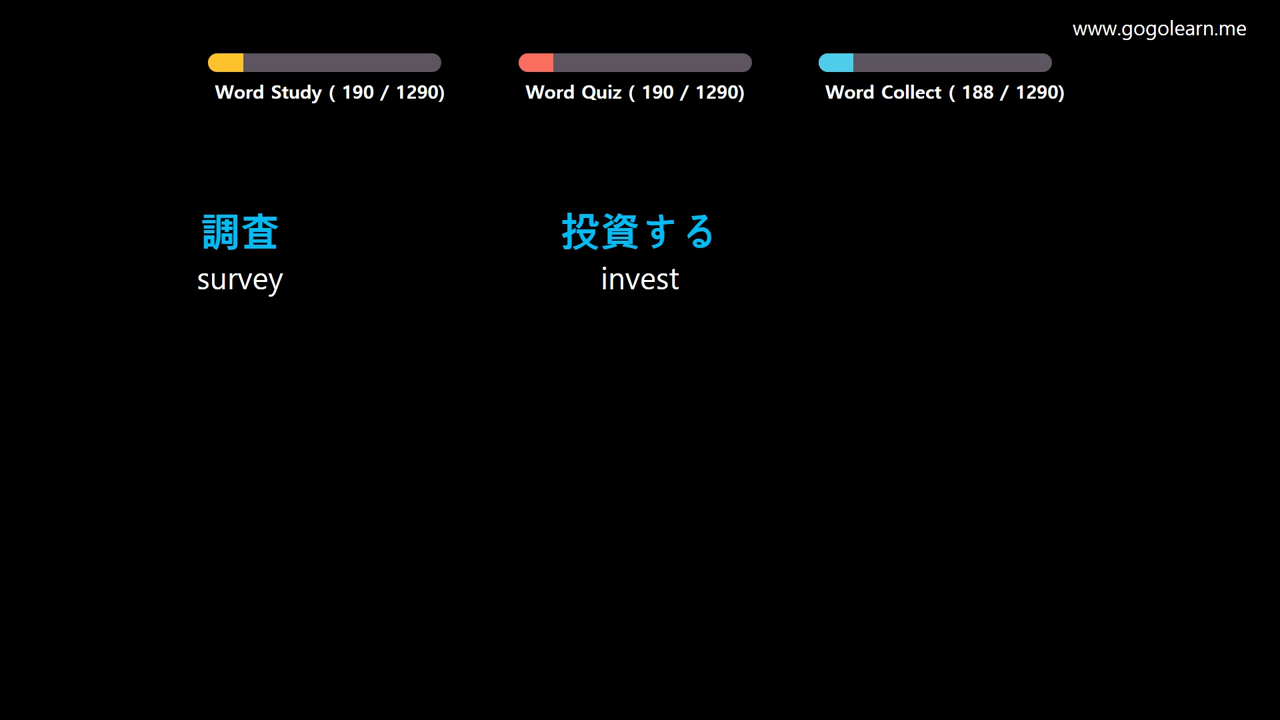 www.gogolearn.me
Word Study ( 190 / 1290)
Word Quiz ( 190 / 1290)
Word Collect ( 188 / 1290)
調査
survey
投資する
invest